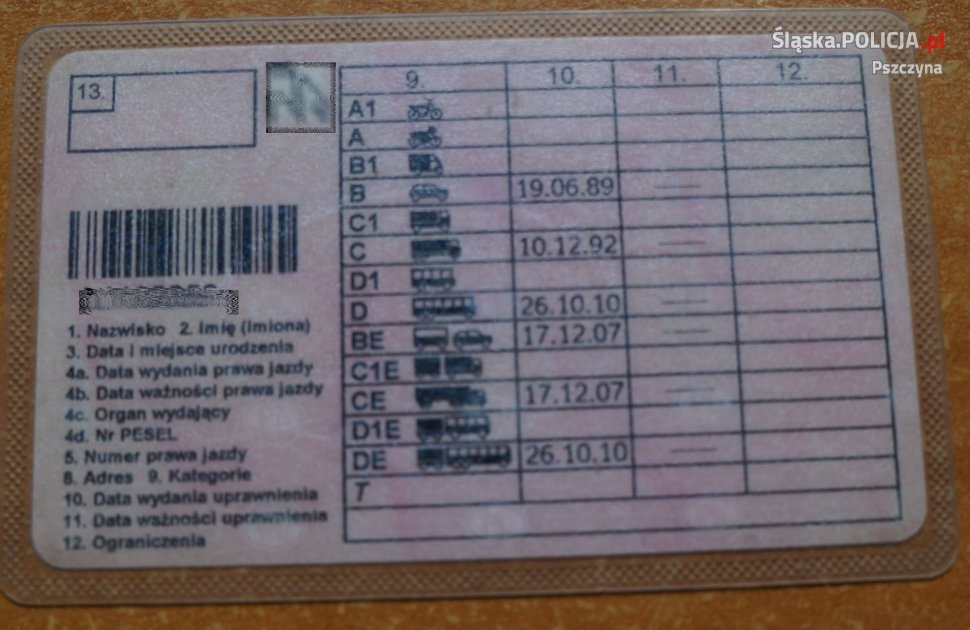 Śląska.POLICJA.pl
Pszczyna
13.
9. 10. 11. 12.
A1
A
B1
B 19.06.89
C1
C 10.12.92
D1
D 26.10.10
BE 17.12.07
C1E
CE 17.12.07
D1E
DE 26.10.10
T
1. Nazwisko 2. Imię (Imiona)
3. Data i miejsce urodzenia
4a. Data wydania prawa jazdy
4b. Data ważności prawa jazdy
4c. Organ wydający
4d. Nr PESEL
5. Numer prawa jazdy
8. Adres 9. Kategorie
10. Data wydania uprawnienia
11. Data ważności uprawnienia
12. Ograniczenia